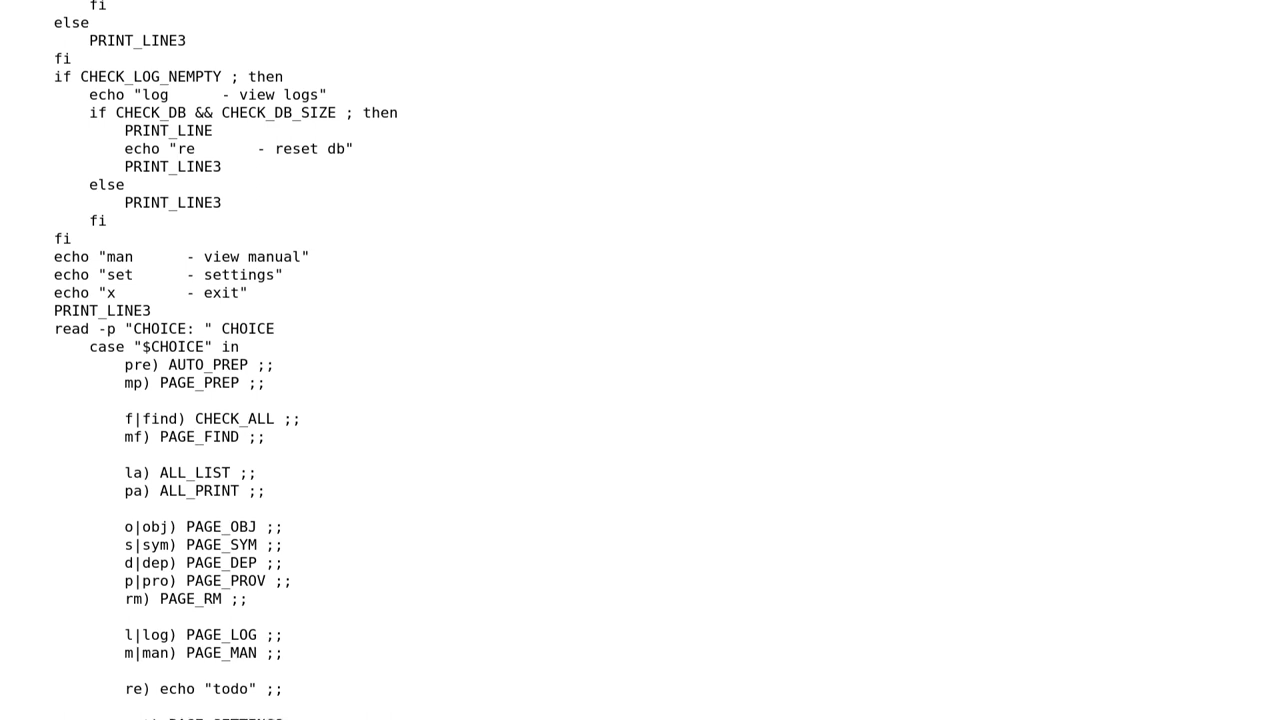 fi
else
PRINT_LINE3
fi
if CHECK_LOG_NEMPTY ; then
echo "log      - view logs"
if CHECK_DB && CHECK_DB_SIZE ; then
PRINT_LINE
echo "re       - reset db"
PRINT_LINE3
else
PRINT_LINE3
fi
fi
echo "man      - view manual"
echo "set      - settings"
echo "x        - exit"
PRINT_LINE3
read -p "CHOICE: " CHOICE
case "$CHOICE" in
pre) AUTO_PREP ;;
mp) PAGE_PREP ;;
f|find) CHECK_ALL ;;
mf) PAGE_FIND ;;
la) ALL_LIST ;;
pa) ALL_PRINT ;;
o|obj) PAGE_OBJ ;;
s|sym) PAGE_SYM ;;
d|dep) PAGE_DEP ;;
p|pro) PAGE_PROV ;;
rm) PAGE_RM ;;
l|log) PAGE_LOG ;;
m|man) PAGE_MAN ;;
re) echo "todo" ;;